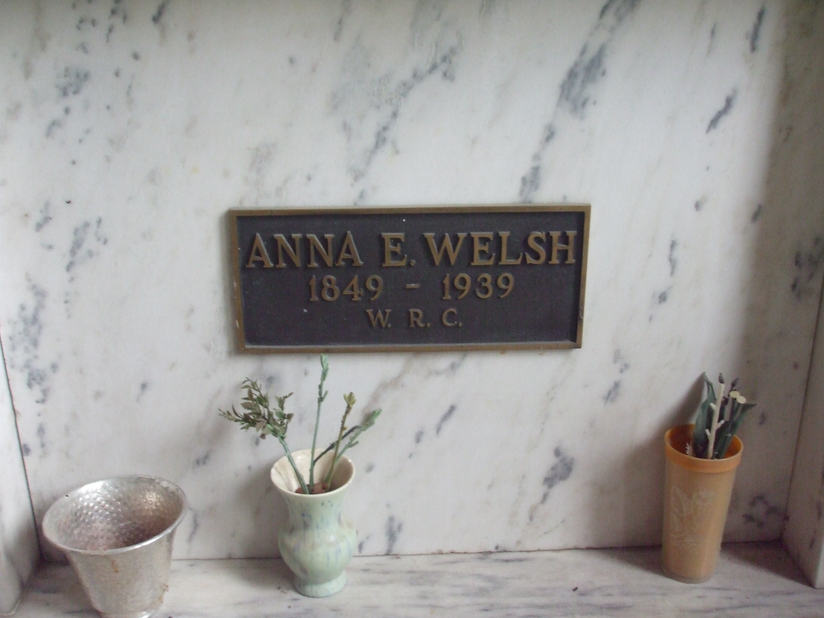 ANNA E. WELSH
1849 - 1939
W. R. C.